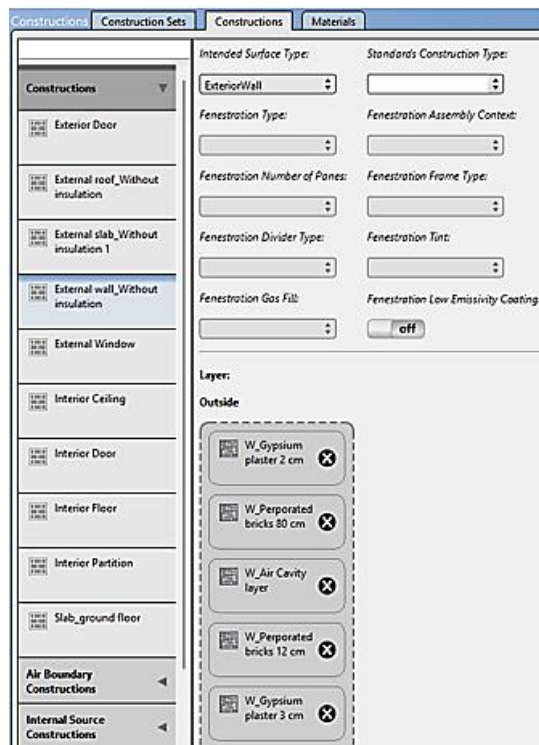 Constructions Construction Sets Constructions Materials
Constructions
Exterior Door
External roof_Without
insulation
External slab_Without
insulation 1
External wall_Without
insulation
External Window
Interior Ceiling
Interior Door
Interior Floor
Interior Partition
Slab_ground floor
Air Boundary
Constructions
Internal Source
Constructions
Intended Surface Type: Standards Construction Type:
ExteriorWall
Fenestration Type: Fenestration Assembly Context:
Fenestration Number of Panes: Fenestration Frame Type:
Fenestration Divider Type: Fenestration Tint:
Fenestration Gas Fill: Fenestration Low Emissivity Coating:
off
Layer:
Outside
W_Gypsium
plaster 2 cm
W_Perporated
bricks 80 cm
W_Air Cavity
layer
W_Perporated
bricks 12 cm
W_Gypsium
plaster 3 cm